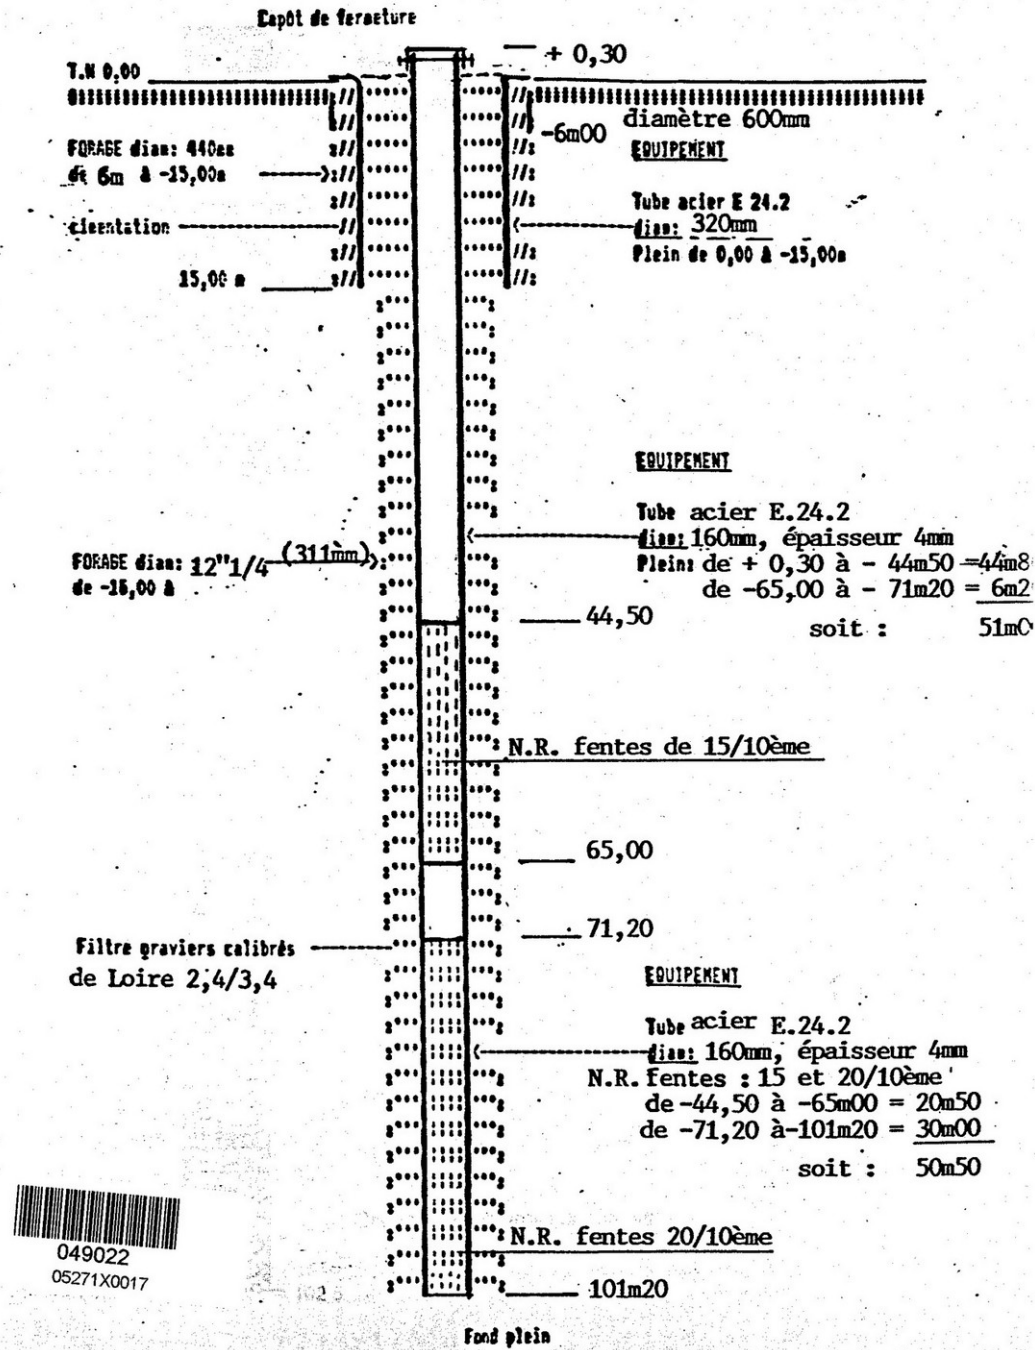 Capôt de fermeture
+ 0,30
T.N 0.00
diamètre 600mm
-6m00
FORAGE diam: 440mm
de 6m à -15,00m
EQUIPEMENT
Tube acier E 24.2
diam: 320mm
Plein de 0,00 à -15,00m
cimentation
15,00 m
EQUIPEMENT
Tube acier E.24.2
diam: 160mm, épaisseur 4mm
Plein: de + 0,30 à - 44m50 =44m8
de -65,00 à - 71m20 = 6m2
soit :
FORAGE diam: 12"1/4 (311mm)
de -15,00 à
44,50
N.R. fentes de 15/10ème
65,00
71,20
Filtre graviers calibrés
de Loire 2,4/3,4
EQUIPEMENT
Tube acier E.24.2
diam: 160mm, épaisseur 4mm
N.R. fentes : 15 et 20/10ème
de -44,50 à -65m00 = 20m50
de -71,20 à-101m20 = 30m00
soit : 50m50
N.R. fentes 20/10ème
101m20
Fond plein
049022
05271X0017